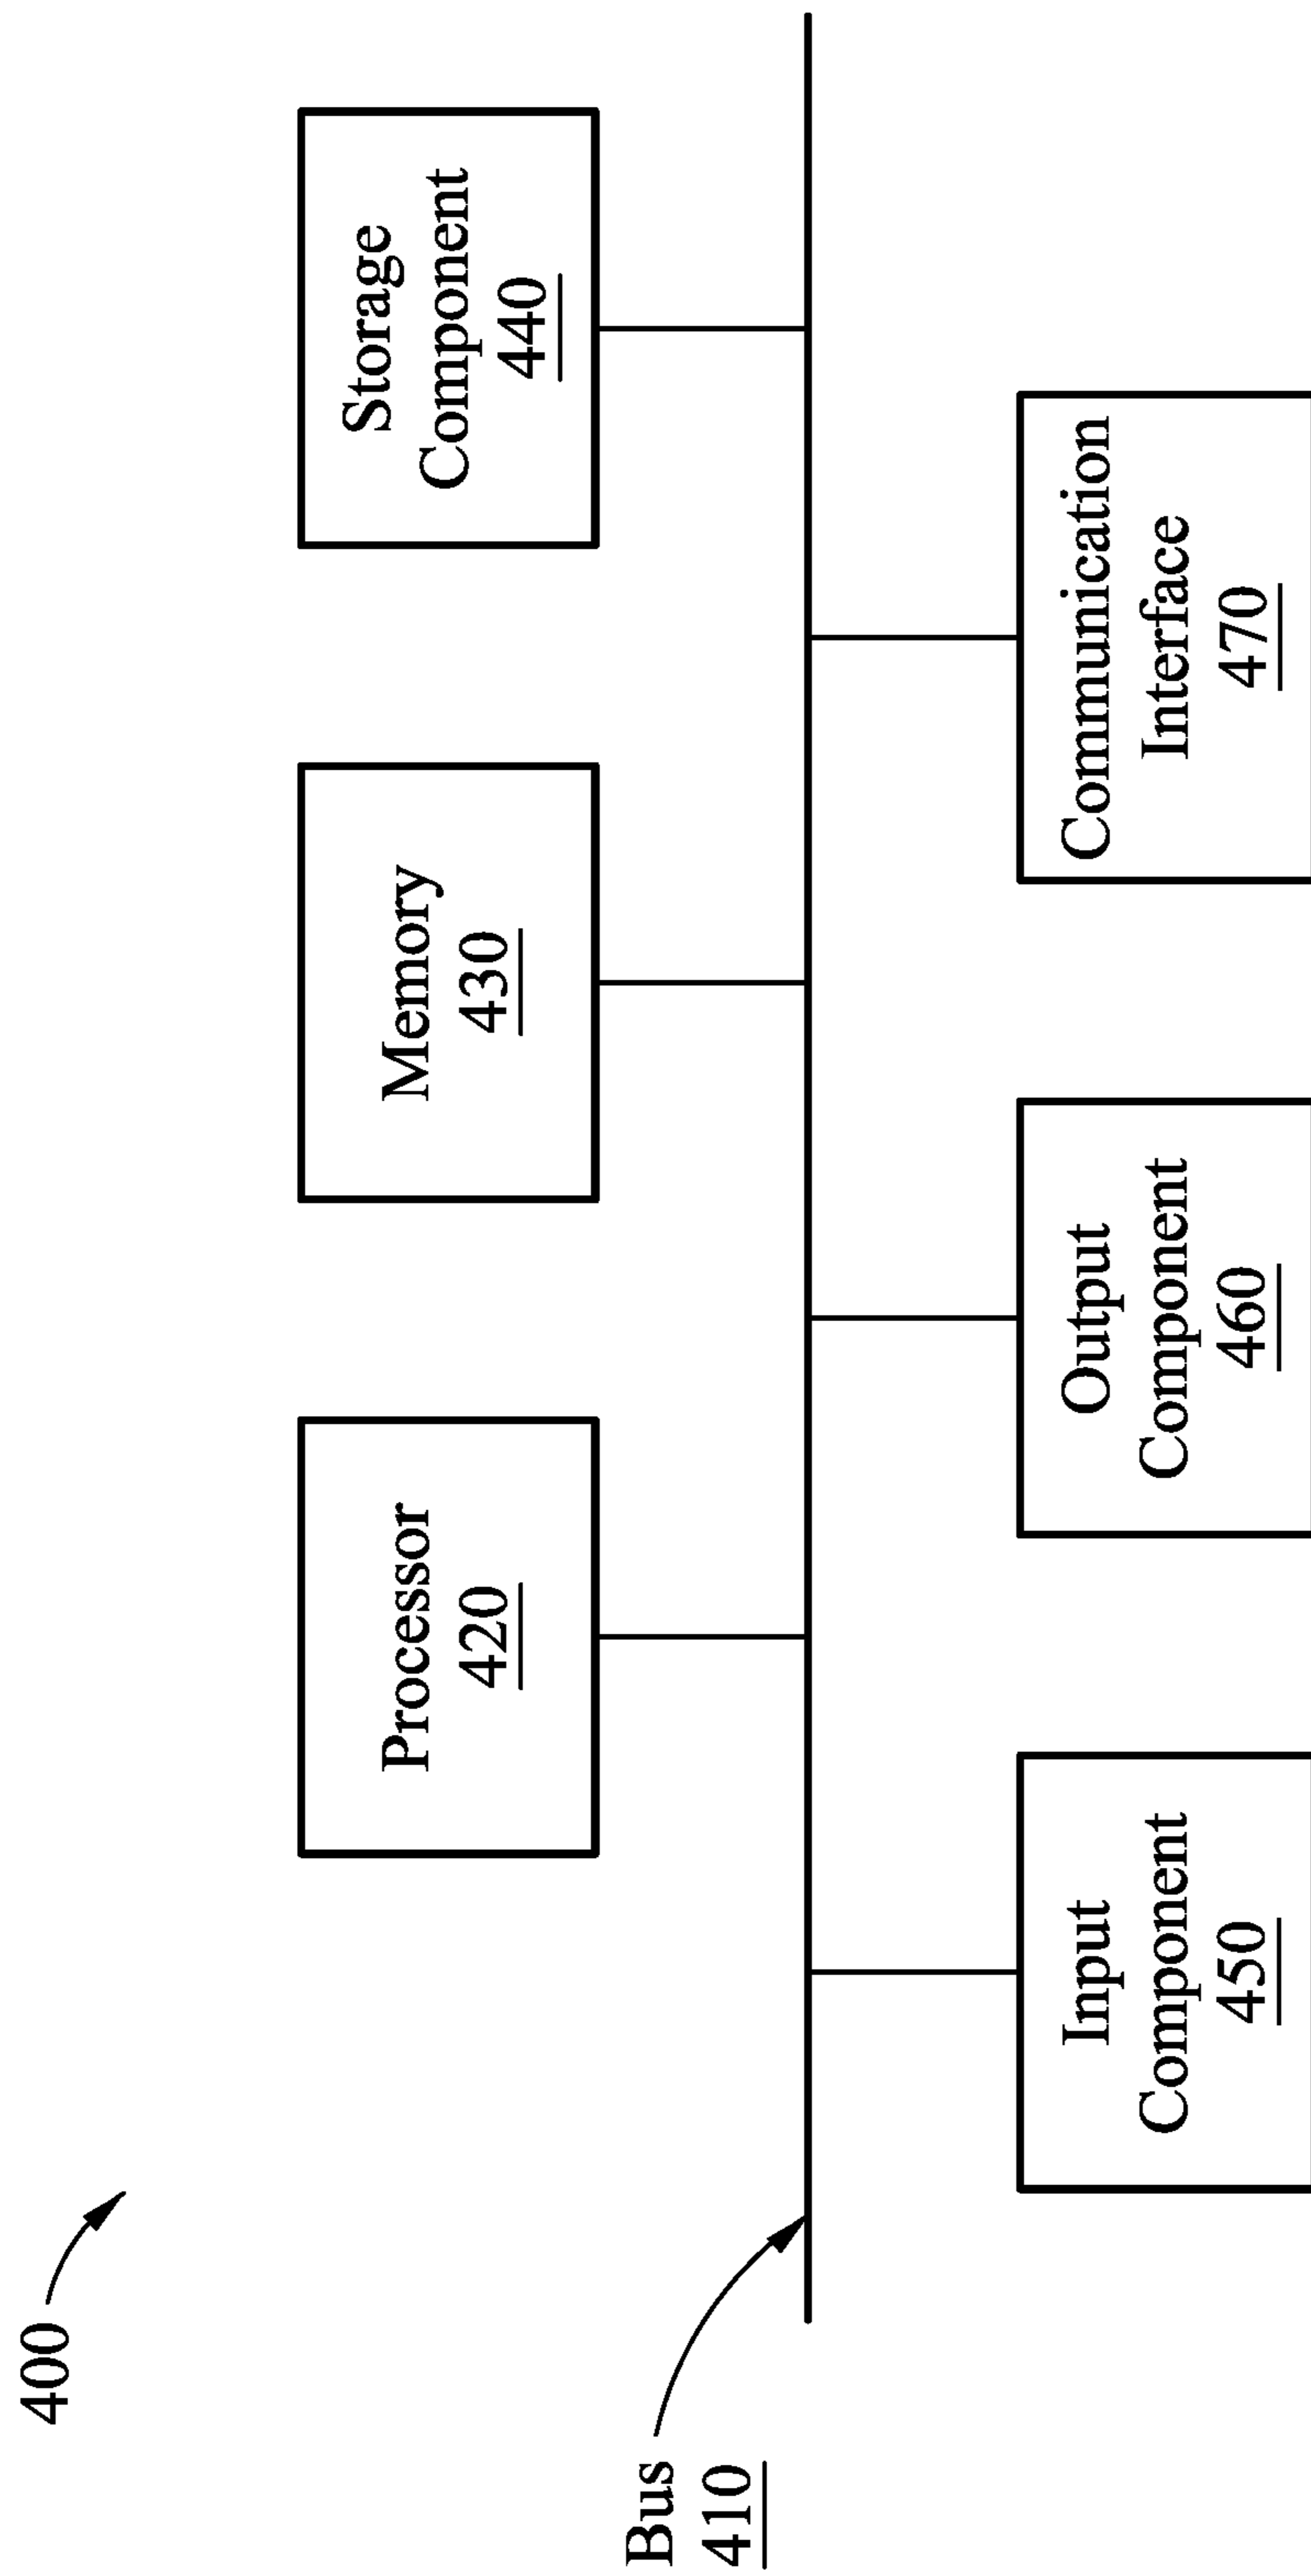 400
Processor
420
Memory
430
Storage
Component
440
Bus
410
Input
Component
450
Output
Component
460
Communication
Interface
470